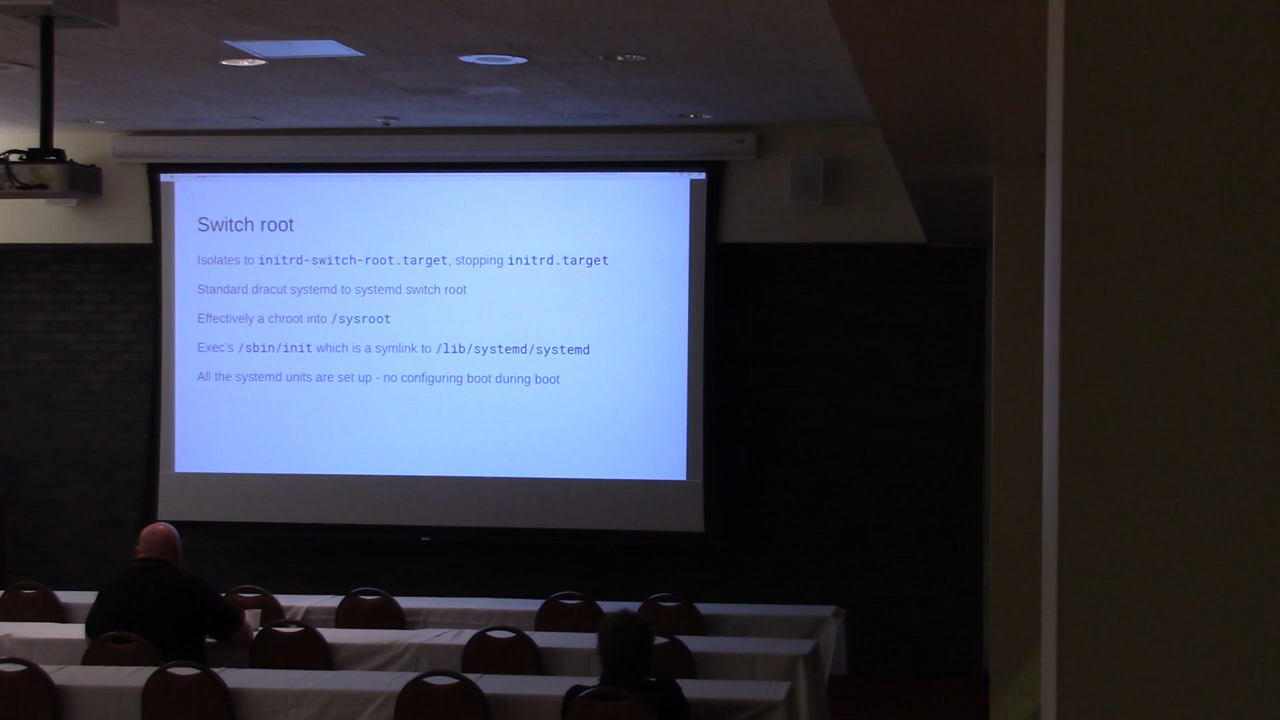 Switch root
Isolates to initrd-switch-root.target, stopping initrd.target
Standard dracut systemd to systemd switch root
Effectively a chroot into /sysroot
Exec's /sbin/init which is a symlink to /lib/systemd/systemd
All the systemd units are set up - no configuring boot during boot